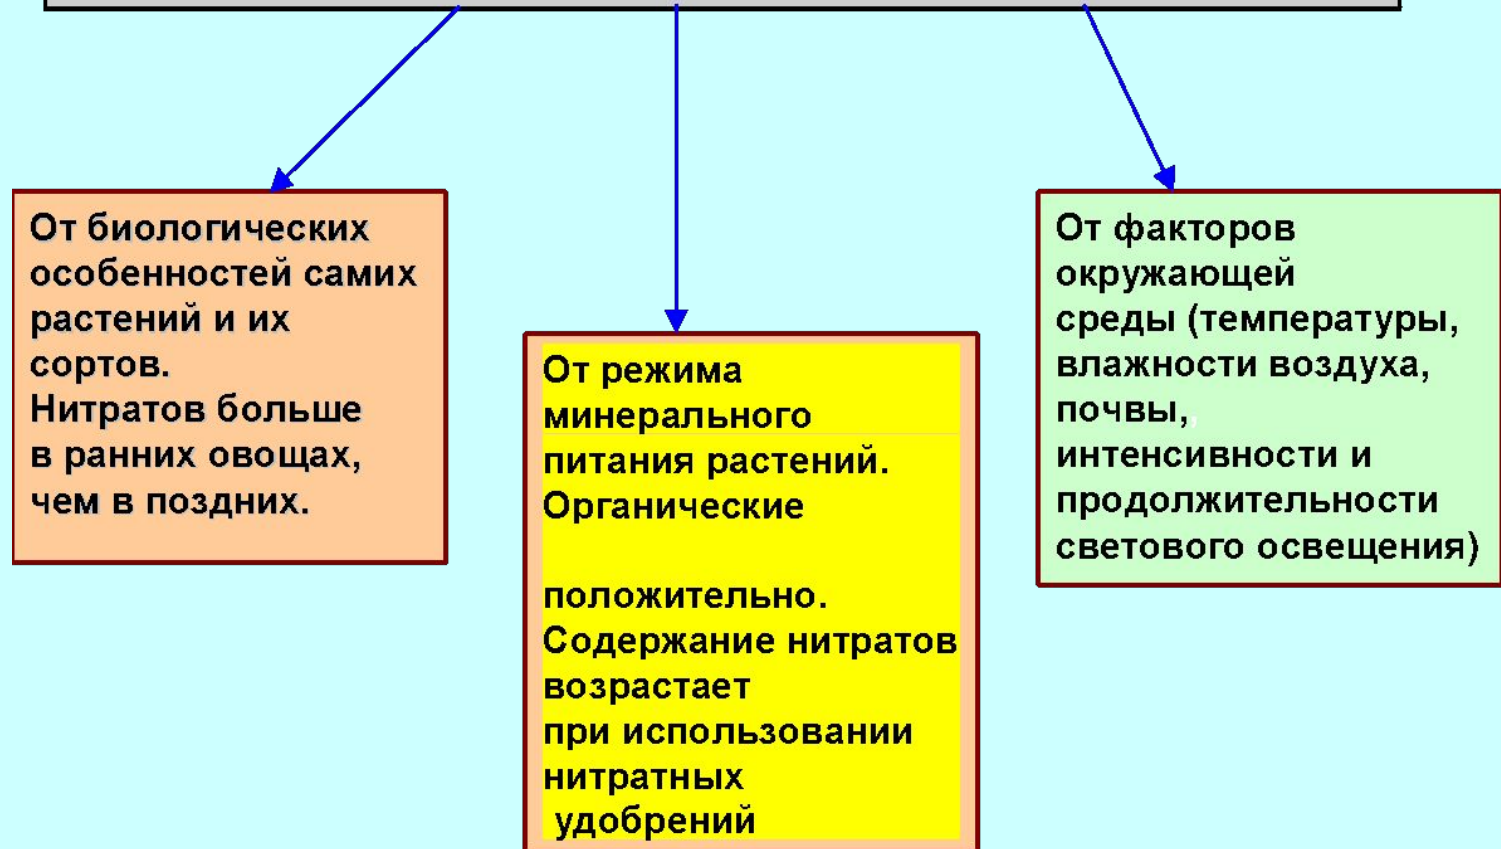 От биологических
особенностей самих
растений и их
сортов.
Нитратов больше
в ранних овощах,
чем в поздних.
От режима
минерального
питания растений.
Органические
положительно.
Содержание нитратов
возрастает
при использовании
нитратных
удобрений
От факторов
окружающей
среды (температуры,
влажности воздуха,
почвы,,
интенсивности и
продолжительности
светового освещения)